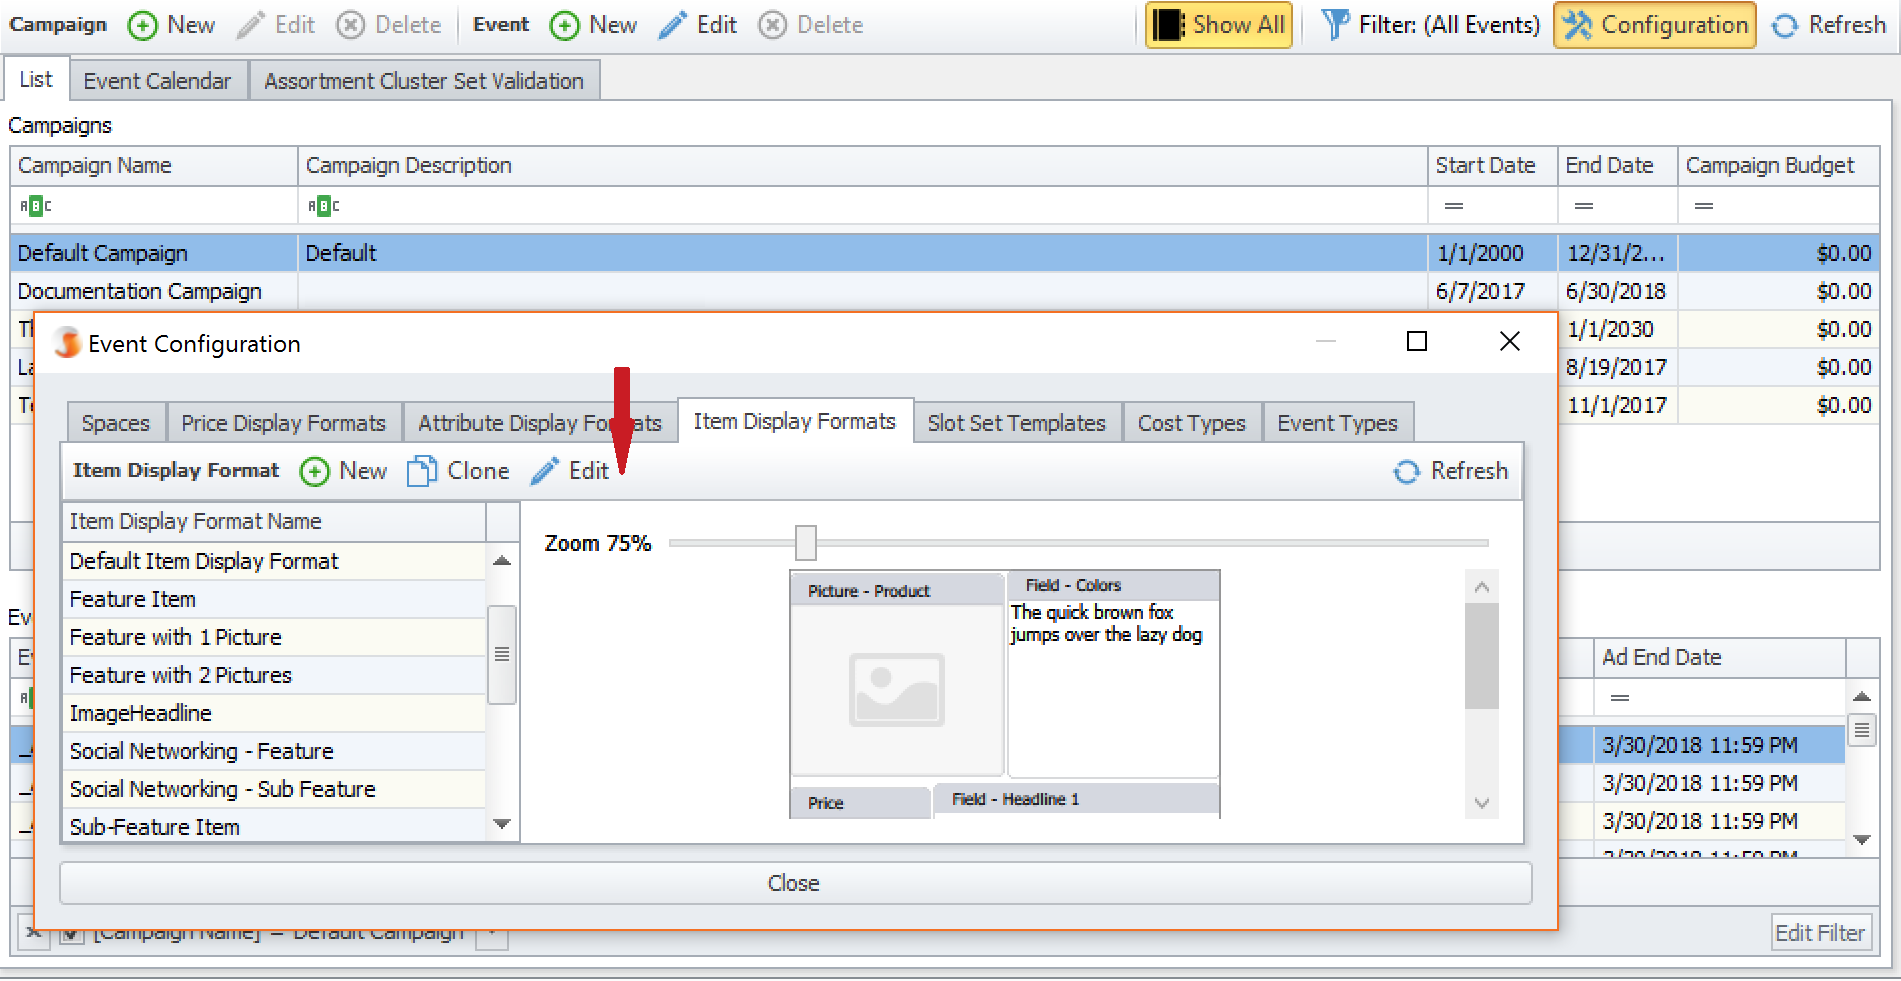 Campaign New Edit Delete Event New Edit Delete Show All Filter: (All Events) Configuration Refresh
List Event Calendar Assortment Cluster Set Validation
Campaigns
Campaign Name Campaign Description Start Date End Date Campaign Budget
ABC ABC = = =
Default Campaign Default 1/1/2000 12/31/2... $0.00
Documentation Campaign 6/7/2017 6/30/2018 $0.00
1/1/2030 $0.00
8/19/2017 $0.00
11/1/2017 $0.00
Event Configuration
Spaces Price Display Formats Attribute Display Formats Item Display Formats Slot Set Templates Cost Types Event Types
Item Display Format New Clone Edit Refresh
Item Display Format Name
Zoom 75%
Default Item Display Format
Feature Item
Feature with 1 Picture
Feature with 2 Pictures
ImageHeadline
Social Networking - Feature
Social Networking - Sub Feature
Sub-Feature Item
Picture - Product
Field - Colors
The quick brown fox
jumps over the lazy dog
Price
Field - Headline 1
Close
Ad End Date
=
3/30/2018 11:59 PM
3/30/2018 11:59 PM
3/30/2018 11:59 PM
[Campaign Name] = Default Campaign
Edit Filter